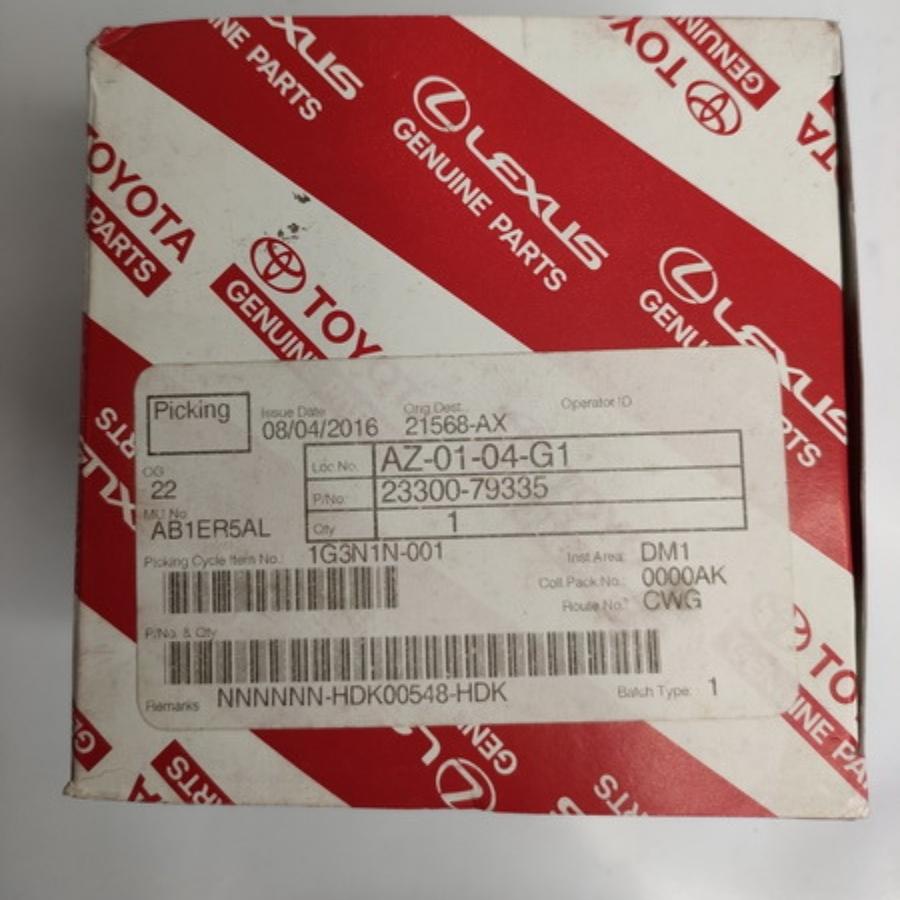 LEXUS
GENUINE PARTS
LEXUS
GENUINE PARTS
TOYOTA
GENUINE
TOYOTA
PARTS
TOYOTA
GENUINE
LEXUS
GENUINE PARTS
Picking
Issue Date
08/04/2016
Orig.Dest.
21568-AX
Operator ID
OG
22
Loc No. AZ-01-04-G1
P/No. 23300-79335
Qty 1
MU No
AB1ER5AL
Picking Cycle Item No.: 1G3N1N-001
Inst Area: DM1
Coll.Pack No.: 0000AK
Route No.: CWG
P/No. & Qty
Remarks NNNNNN-HDK00548-HDK
Batch Type: 1